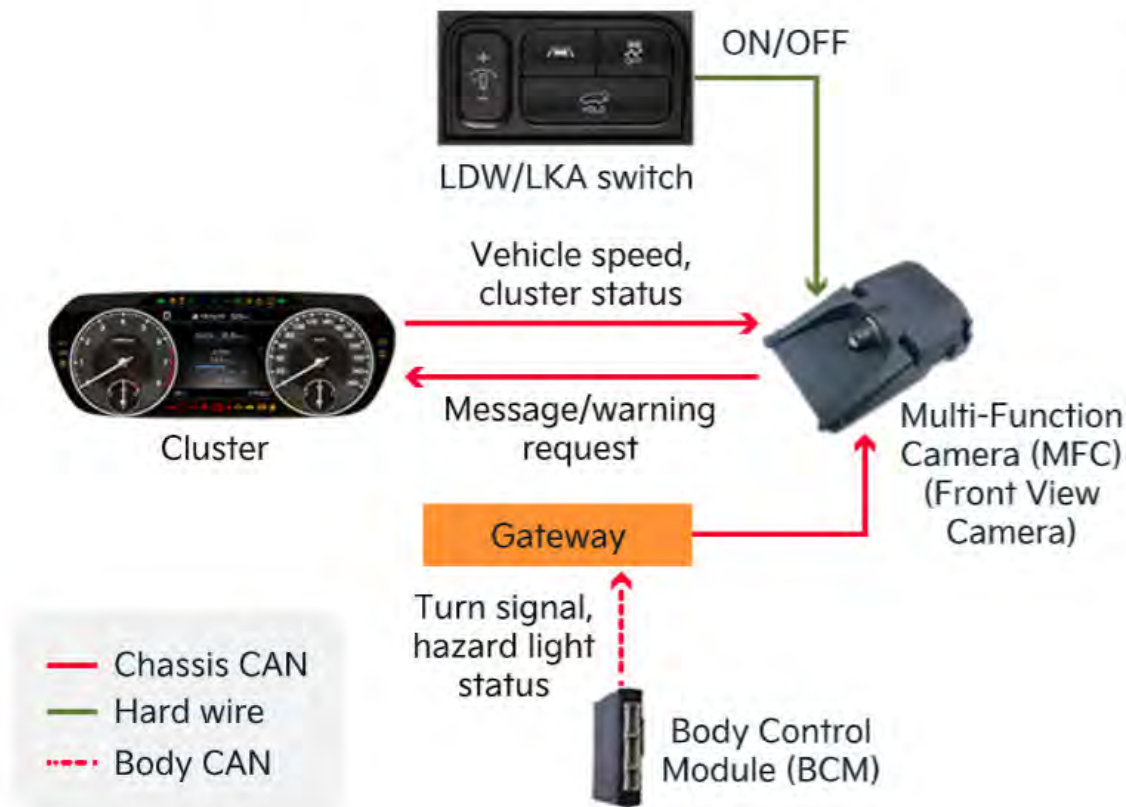 ON/OFF
HOLD
LDW/LKA switch
Vehicle speed,
cluster status
Message/warning
request
Cluster
Multi-Function
Camera (MFC)
(Front View
Camera)
Gateway
Turn signal,
hazard light
status
Chassis CAN
Hard wire
Body CAN
Body Control
Module (BCM)